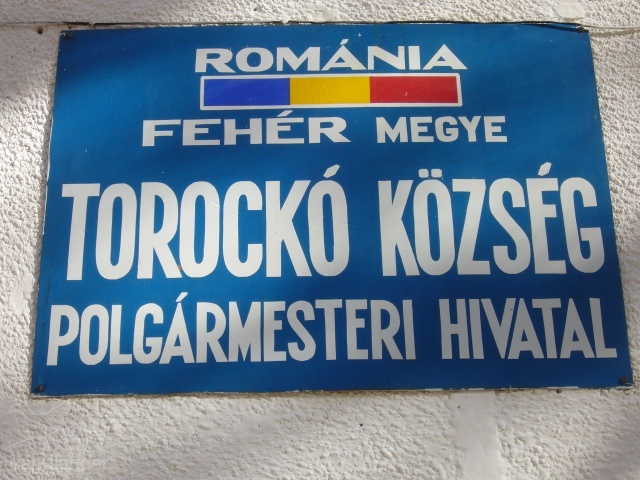 ROMÁNIA
FEHÉR MEGYE
TOROCKÓ KÖZSÉG
POLGÁRMESTERI HIVATAL